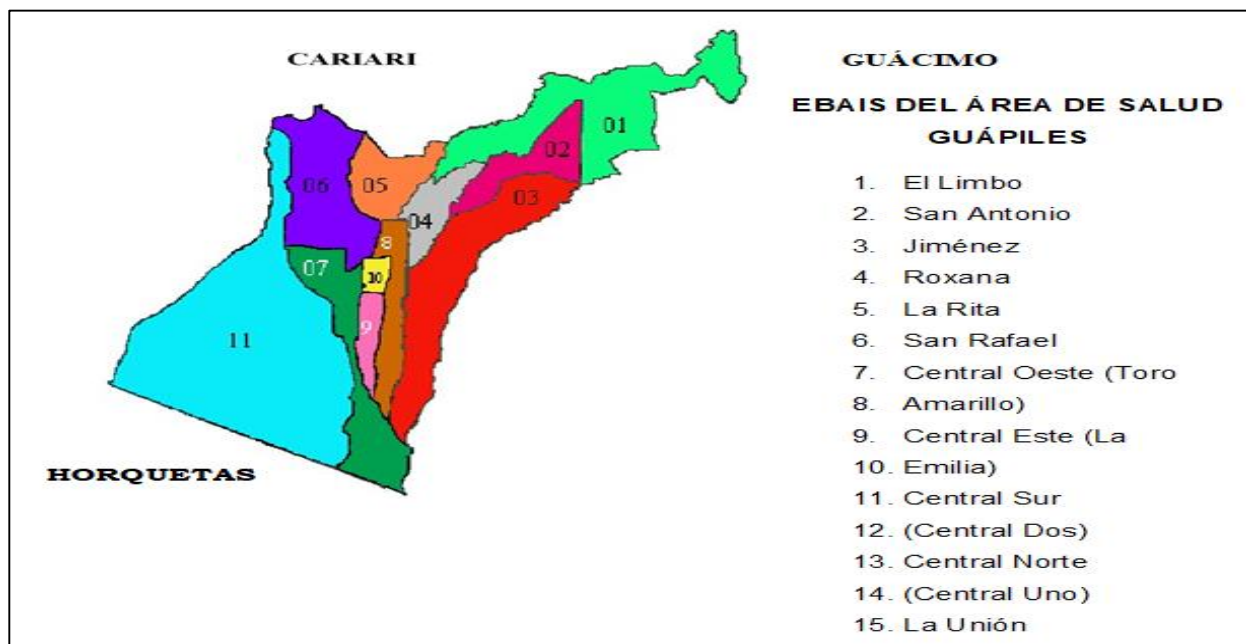 CARIARI
01
02
03
04
05
06
07
8
10
9
11
HORQUETAS
GUÁCIMO
EBAIS DEL ÁREA DE SALUD
GUÁPILES
1. El Limbo
2. San Antonio
3. Jiménez
4. Roxana
5. La Rita
6. San Rafael
7. Central Oeste (Toro
8. Amarillo)
9. Central Este (La
10. Emilia)
11. Central Sur
12. (Central Dos)
13. Central Norte
14. (Central Uno)
15. La Unión